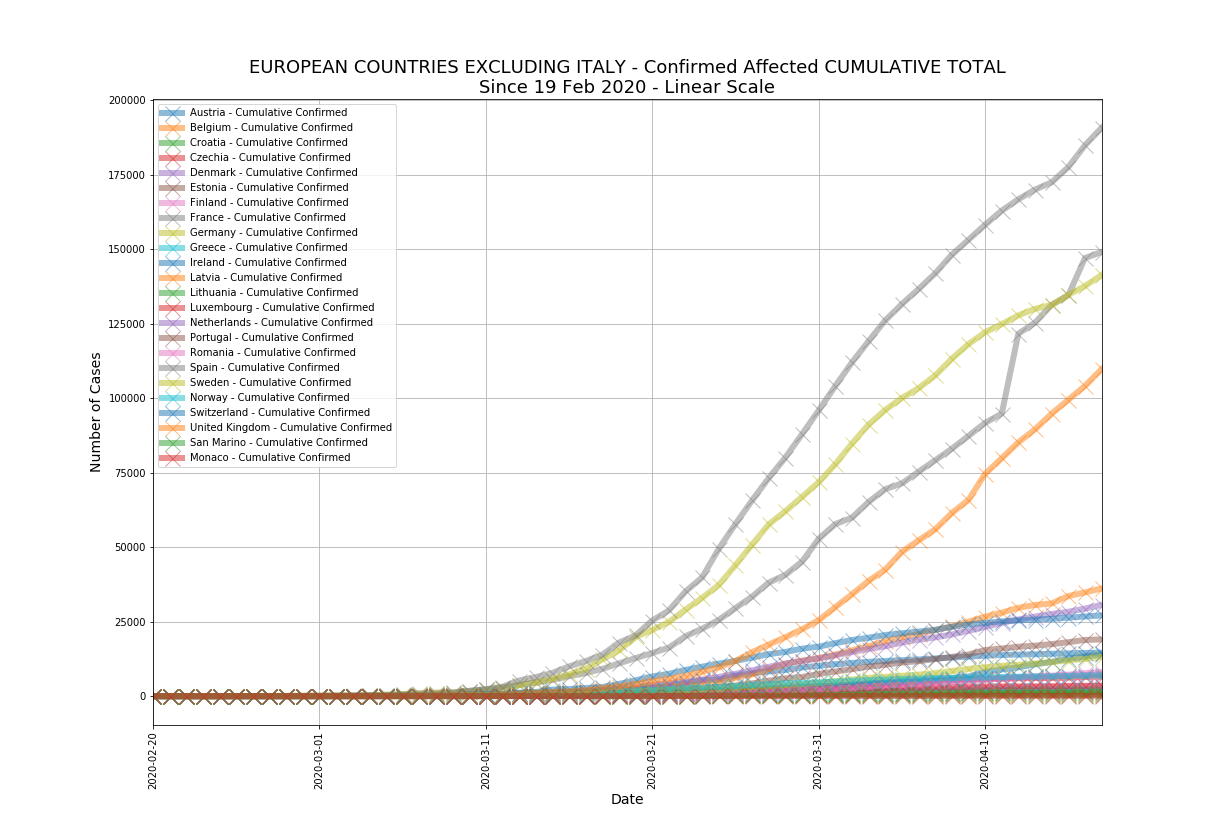 EUROPEAN COUNTRIES EXCLUDING ITALY - Confirmed Affected CUMULATIVE TOTAL
Since 19 Feb 2020 - Linear Scale
200000
175000
150000
125000
100000
75000
50000
25000
0
Number of Cases
Austria - Cumulative Confirmed
Belgium - Cumulative Confirmed
Croatia - Cumulative Confirmed
Czechia - Cumulative Confirmed
Denmark - Cumulative Confirmed
Estonia - Cumulative Confirmed
Finland - Cumulative Confirmed
France - Cumulative Confirmed
Germany - Cumulative Confirmed
Greece - Cumulative Confirmed
Ireland - Cumulative Confirmed
Latvia - Cumulative Confirmed
Lithuania - Cumulative Confirmed
Luxembourg - Cumulative Confirmed
Netherlands - Cumulative Confirmed
Portugal - Cumulative Confirmed
Romania - Cumulative Confirmed
Spain - Cumulative Confirmed
Sweden - Cumulative Confirmed
Norway - Cumulative Confirmed
Switzerland - Cumulative Confirmed
United Kingdom - Cumulative Confirmed
San Marino - Cumulative Confirmed
Monaco - Cumulative Confirmed
2020-02-20
2020-03-01
2020-03-11
2020-03-21
2020-03-31
2020-04-10
Date